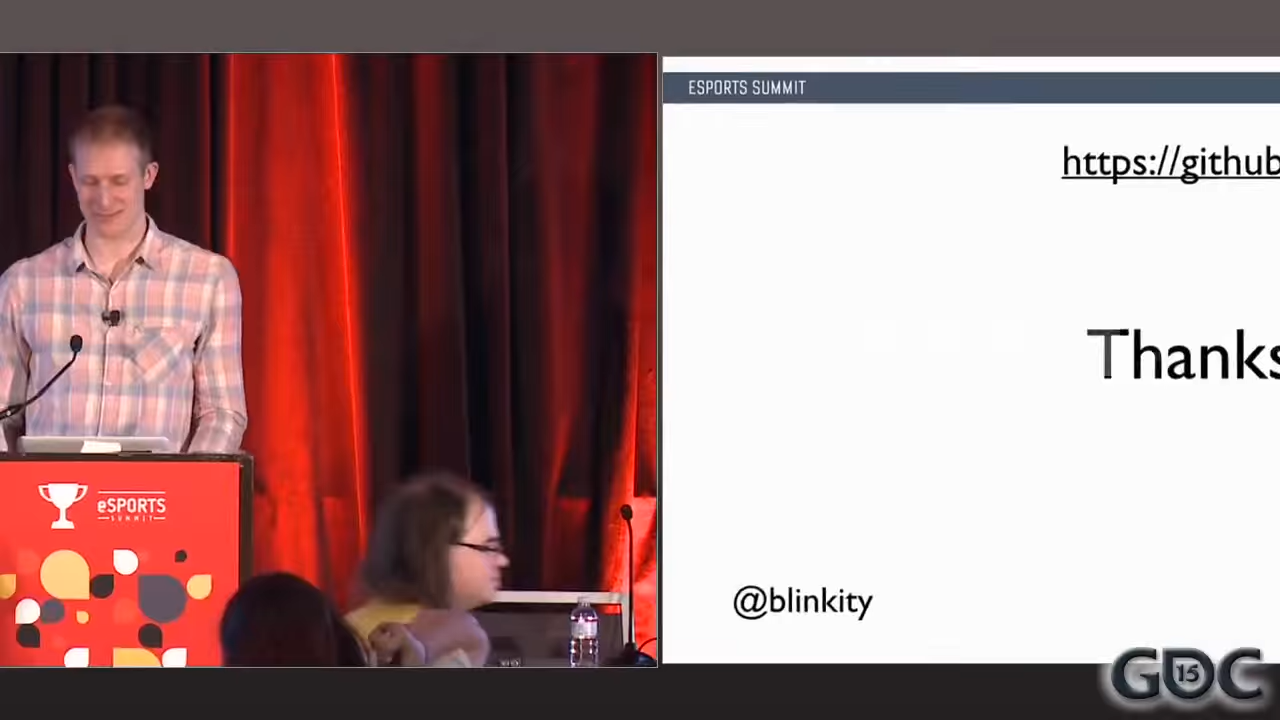 eSPORTS
SUMMIT
ESPORTS SUMMIT
https://github
Thanks
@blinkity
GDC 15